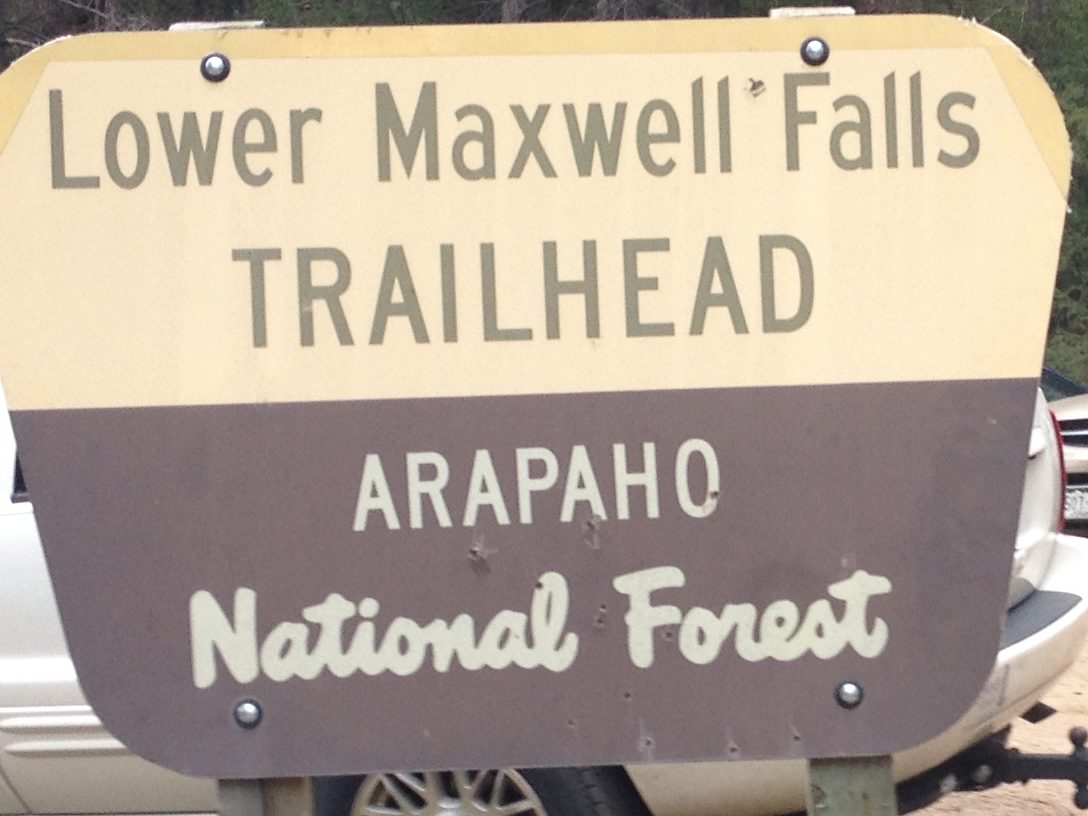 Lower Maxwell Falls
TRAILHEAD
ARAPAHO
National Forest